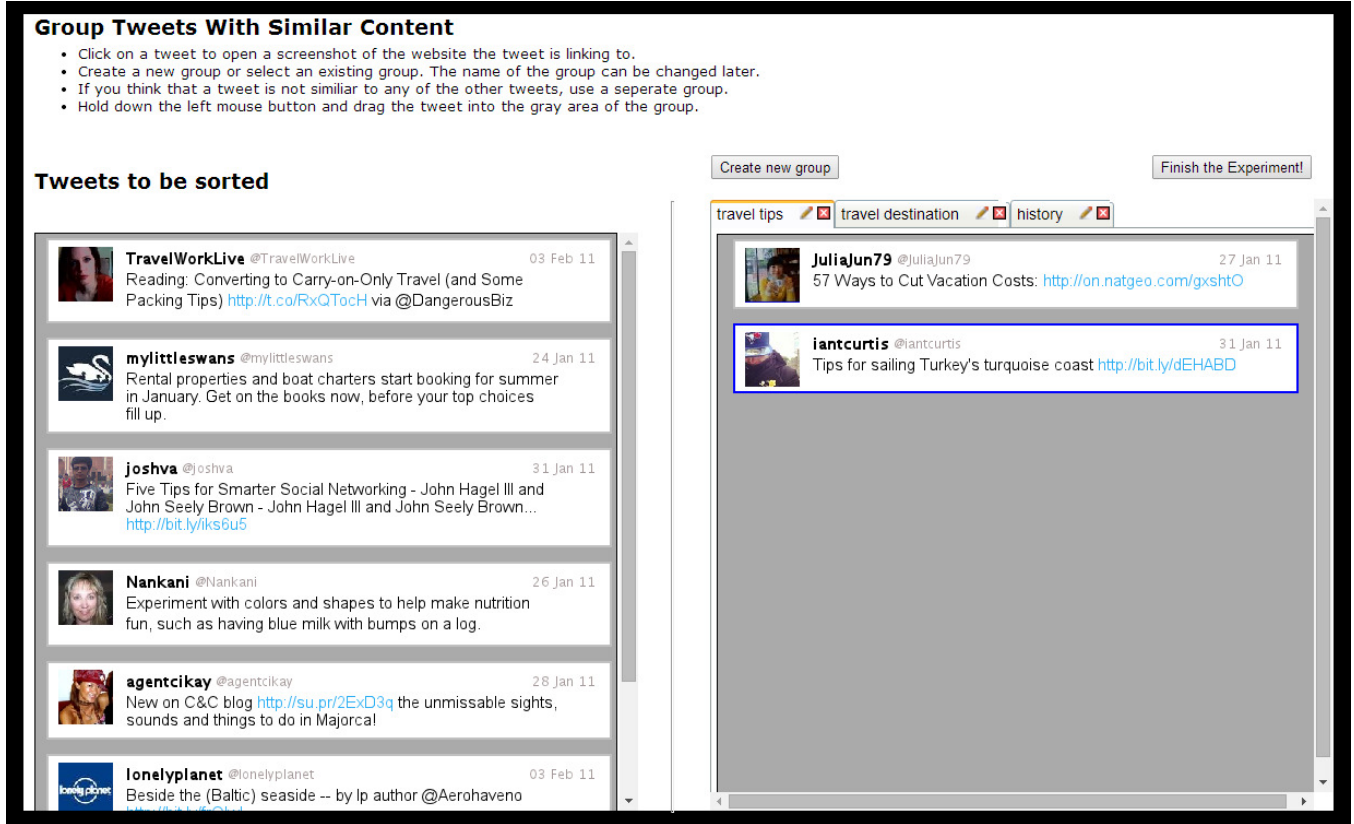 Group Tweets With Similar Content
• Click on a tweet to open a screenshot of the website the tweet is linking to.
• Create a new group or select an existing group. The name of the group can be changed later.
• If you think that a tweet is not similiar to any of the other tweets, use a seperate group.
• Hold down the left mouse button and drag the tweet into the gray area of the group.
Tweets to be sorted
TravelWorkLive @TravelWorkLive 03 Feb 11
Reading: Converting to Carry-on-Only Travel (and Some
Packing Tips) http://t.co/RxQTocH via @DangerousBiz
mylittleswans @mylittleswans 24 Jan 11
Rental properties and boat charters start booking for summer
in January. Get on the books now, before your top choices
fill up.
joshva @joshva 31 Jan 11
Five Tips for Smarter Social Networking - John Hagel III and
John Seely Brown - John Hagel III and John Seely Brown...
http://bit.ly/iks6u5
Nankani @Nankani 26 Jan 11
Experiment with colors and shapes to help make nutrition
fun, such as having blue milk with bumps on a log.
agentcikay @agentcikay 28 Jan 11
New on C&C blog http://su.pr/2ExD3q the unmissable sights,
sounds and things to do in Majorca!
lonely planet
lonelyplanet @lonelyplanet 03 Feb 11
Beside the (Baltic) seaside -- by lp author @Aerohaveno
Create new group
Finish the Experiment!
travel tips travel destination history
JuliaJun79 @JuliaJun79 27 Jan 11
57 Ways to Cut Vacation Costs: http://on.natgeo.com/gxshtO
iantcurtis @iantcurtis 31 Jan 11
Tips for sailing Turkey's turquoise coast http://bit.ly/dEHABD